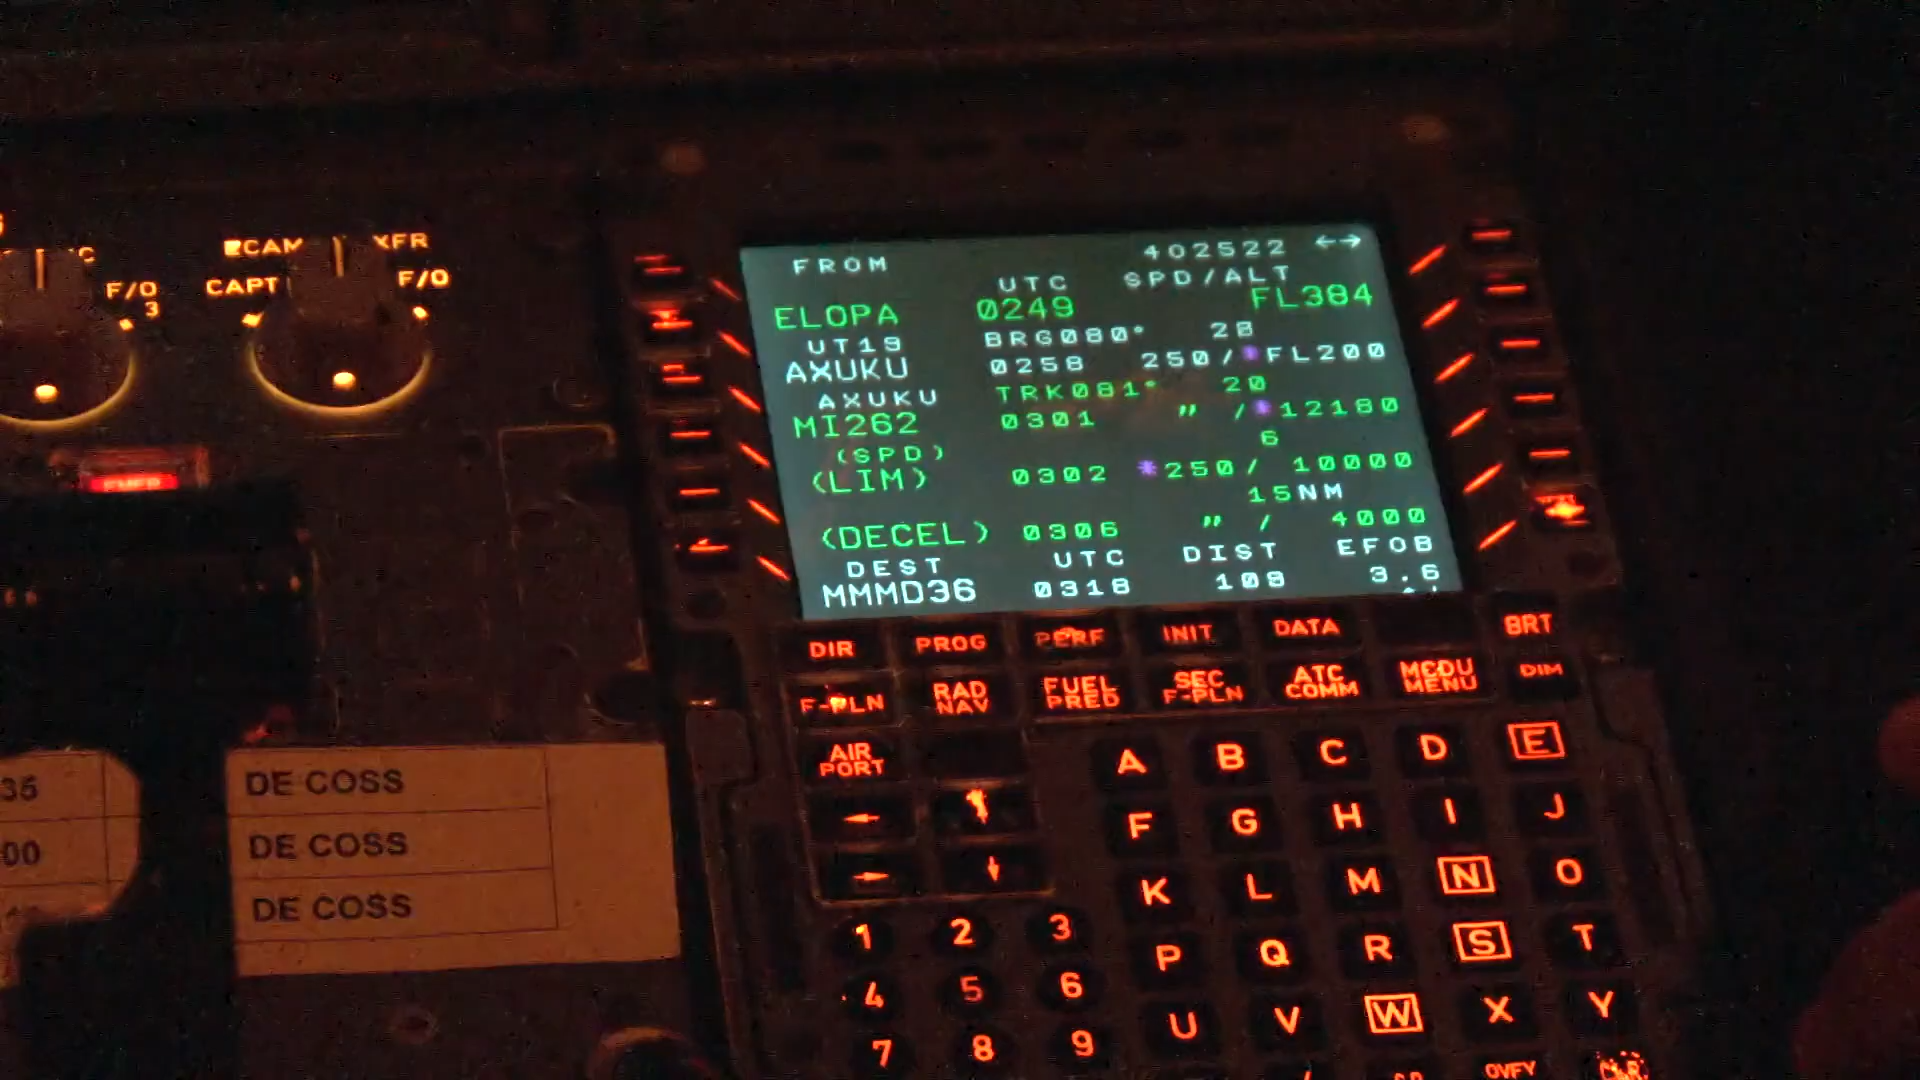 FROM 402522 ←→
UTC SPD/ALT
ELOPA 0249 FL384
UT19 BRG080° 28
AXUKU 0258 250/*FL200
AXUKU TRK081° 20
MI262 0301 " /*12180
(SPD) 6
(LIM) 0302 *250/ 10000
15NM
(DECEL) 0306 " / 4000
DEST UTC DIST EFOB
MMMD36 0318 108 3.6
ECAM XFR
CAPT F/O
F/O
3
DIR PROG PERF INIT DATA BRT
F-PLN RAD NAV FUEL PRED SEC F-PLN ATC COMM MCDU MENU DIM
AIR PORT
← ↑
→ ↓
A B C D E
F G H I J
K L M N O
P Q R S T
U V W X Y
1 2 3
4 5 6
7 8 9
OVFY CLR
35 DE COSS
00 DE COSS
DE COSS